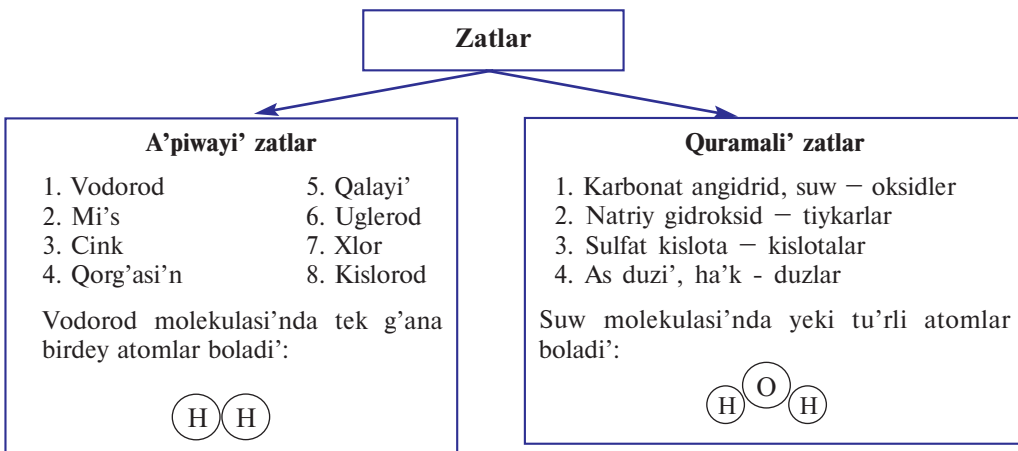 Zatlar
A’piwayi’ zatlar
1. Vodorod
2. Mi’s
3. Cink
4. Qorg’asi’n
5. Qalayi’
6. Uglerod
7. Xlor
8. Kislorod
Vodorod molekulasi’nda tek g’ana
birdey atomlar boladi’:
H H
Quramali’ zatlar
1. Karbonat angidrid, suw − oksidler
2. Natriy gidroksid − tiykarlar
3. Sulfat kislota − kislotalar
4. As duzi’, ha’k - duzlar
Suw molekulasi’nda yeki tu’rli atomlar
boladi’:
H O H